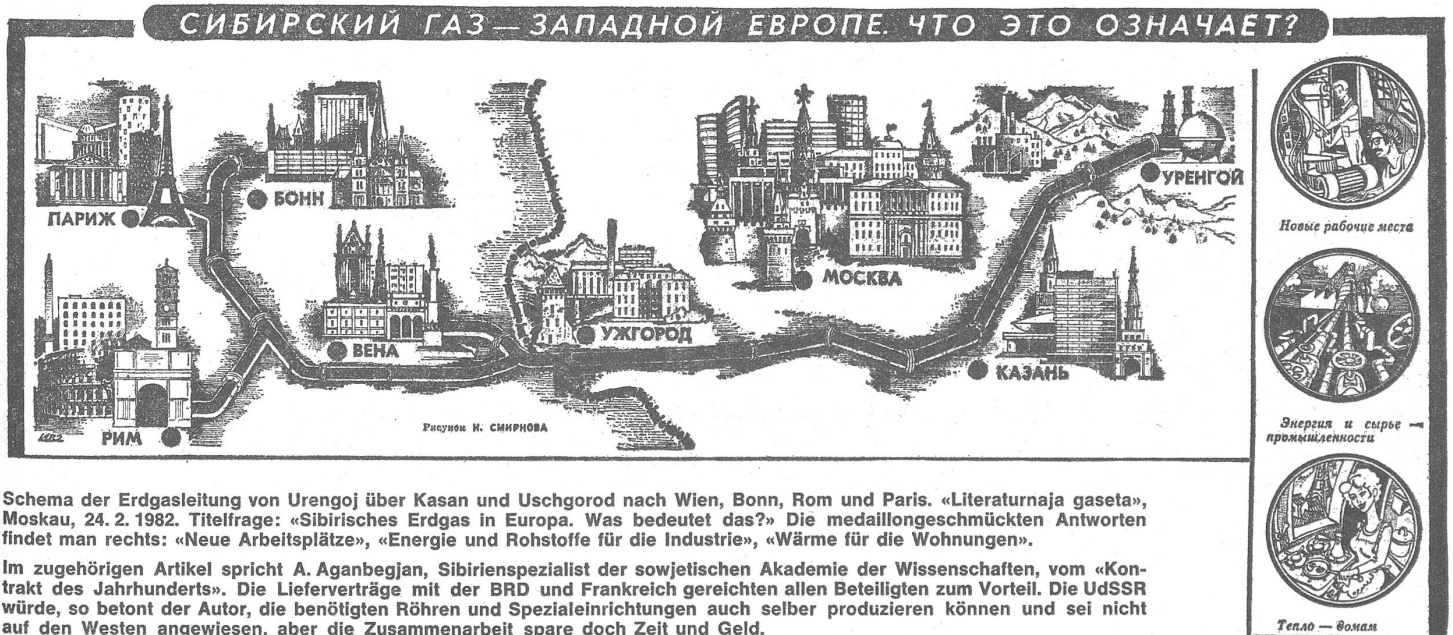 СИБИРСКИЙ ГАЗ — ЗАПАДНОЙ ЕВРОПЕ. ЧТО ЭТО ОЗНАЧАЕТ?
ПАРИЖ
БОНН
РИМ
ВЕНА
УЖГОРОД
МОСКВА
КАЗАНЬ
УРЕНГОЙ
Рисунок И. СМИРНОВА
Новые рабочие места
Энергия и сырье —
промышленности
Тепло — домам
Schema der Erdgasleitung von Urengoj über Kasan und Uschgorod nach Wien, Bonn, Rom und Paris. «Literaturnaja gaseta»,
Moskau, 24. 2. 1982. Titelfrage: «Sibirisches Erdgas in Europa. Was bedeutet das?» Die medaillongeschmückten Antworten
findet man rechts: «Neue Arbeitsplätze», «Energie und Rohstoffe für die Industrie», «Wärme für die Wohnungen».
Im zugehörigen Artikel spricht A. Aganbegjan, Sibirienspezialist der sowjetischen Akademie der Wissenschaften, vom «Kon-
trakt des Jahrhunderts». Die Lieferverträge mit der BRD und Frankreich gereichten allen Beteiligten zum Vorteil. Die UdSSR
würde, so betont der Autor, die benötigten Röhren und Spezialeinrichtungen auch selber produzieren können und sei nicht
auf den Westen angewiesen, aber die Zusammenarbeit spare doch Zeit und Geld.